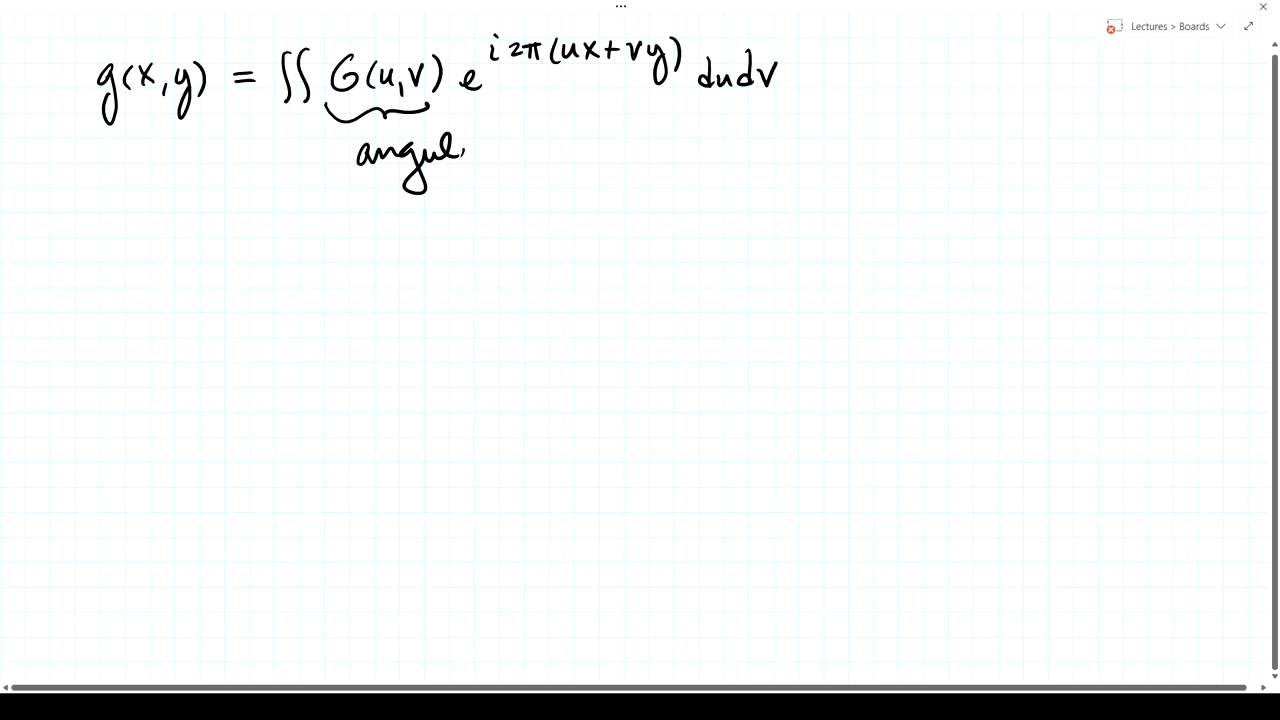 Lectures > Boards
g(x,y) = ∬ G(u,v) e^{i2π(ux+vy)} dudv
angul